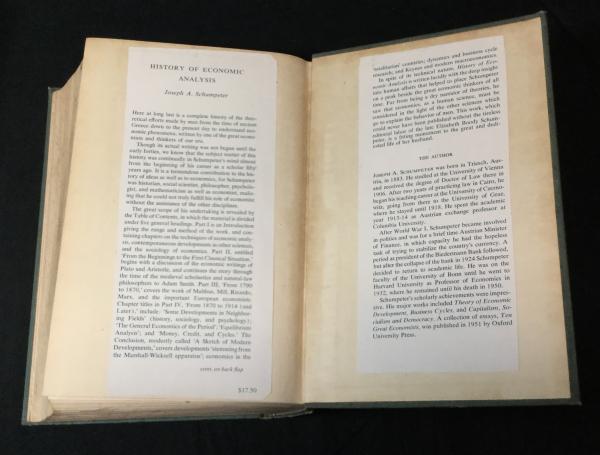 HISTORY OF ECONOMIC
ANALYSIS
Joseph A. Schumpeter
Here at long last is a complete history of the theo-
retical efforts made by men from the time of ancient
Greece down to the present day to understand eco-
nomic phenomena, written by one of the great econo-
mists and thinkers of our era.
Though its actual writing was not begun until the
early forties, we know that the subject matter of this
history was continually in Schumpeter's mind almost
from the beginning of his career as a scholar fifty
years ago. It is a tremendous contribution to the his-
tory of ideas as well as to economics, for Schumpeter
was historian, social scientist, philosopher, psycholo-
gist, and mathematician as well as economist, realiz-
ing that he could not truly fulfill his role of economist
without the assistance of the other disciplines.
The great scope of his undertaking is revealed by
the Table of Contents, in which the material is divided
under five general headings. Part I is an Introduction
giving the range and method of the work, and con-
taining chapters on the techniques of economic analy-
sis, contemporaneous developments in other sciences,
and the sociology of economics. Part II, entitled
'From the Beginnings to the First Classical Situation,'
begins with a discussion of the economic writings of
Plato and Aristotle, and continues the story through
the time of the medieval scholastics and natural-law
philosophers to Adam Smith. Part III, 'From 1790
to 1870,' covers the work of Malthus, Mill, Ricardo,
Marx, and the important European economists.
Chapter titles in Part IV, 'From 1870 to 1914 (and
Later),' include 'Some Developments in Neighbor-
ing Fields' (history, sociology, and psychology);
'The General Economics of the Period'; 'Equilibrium
Analysis'; and 'Money, Credit, and Cycles.' The
Conclusion, modestly called 'A Sketch of Modern
Developments,' covers developments 'stemming from
the Marshall-Wicksell apparatus'; economics in the
cont. on back flap
$17.50
'totalitarian' countries; dynamics and business cycle
research; and Keynes and modern macroeconomics.
In spite of its technical nature, History of Eco-
nomic Analysis is written lucidly with the deep insight
into human affairs that helped to place Schumpeter
on a peak beside the great economic thinkers of all
time. Far from being a dry narrator of theories, he
saw that economics, as a human science, must be
considered in the light of the other sciences which
try to explain the behavior of men. This work, which
could never have been published without the tireless
editorial labor of the late Elizabeth Boody Schum-
peter, is a fitting monument to the great and dedi-
cated life of her husband.
THE AUTHOR
JOSEPH A. SCHUMPETER was born in Triesch, Aus-
tria, in 1883. He studied at the University of Vienna
and received the degree of Doctor of Law there in
1906. After two years of practicing law in Cairo, he
began his teaching career at the University of Czerno-
witz, going from there to the University of Graz,
where he stayed until 1918. He spent the academic
year 1913-14 as Austrian exchange professor at
Columbia University.
After World War I, Schumpeter became involved
in politics and was for a brief time Austrian Minister
of Finance, in which capacity he had the hopeless
task of trying to stabilize the country's currency. A
period as president of the Biedermann Bank followed,
but after the collapse of the bank in 1924 Schumpeter
decided to return to academic life. He was on the
faculty of the University of Bonn until he went to
Harvard University as Professor of Economics in
1932, where he remained until his death in 1950.
Schumpeter's scholarly achievements were impres-
sive. His major works included Theory of Economic
Development, Business Cycles, and Capitalism, So-
cialism and Democracy. A collection of essays, Ten
Great Economists, was published in 1951 by Oxford
University Press.